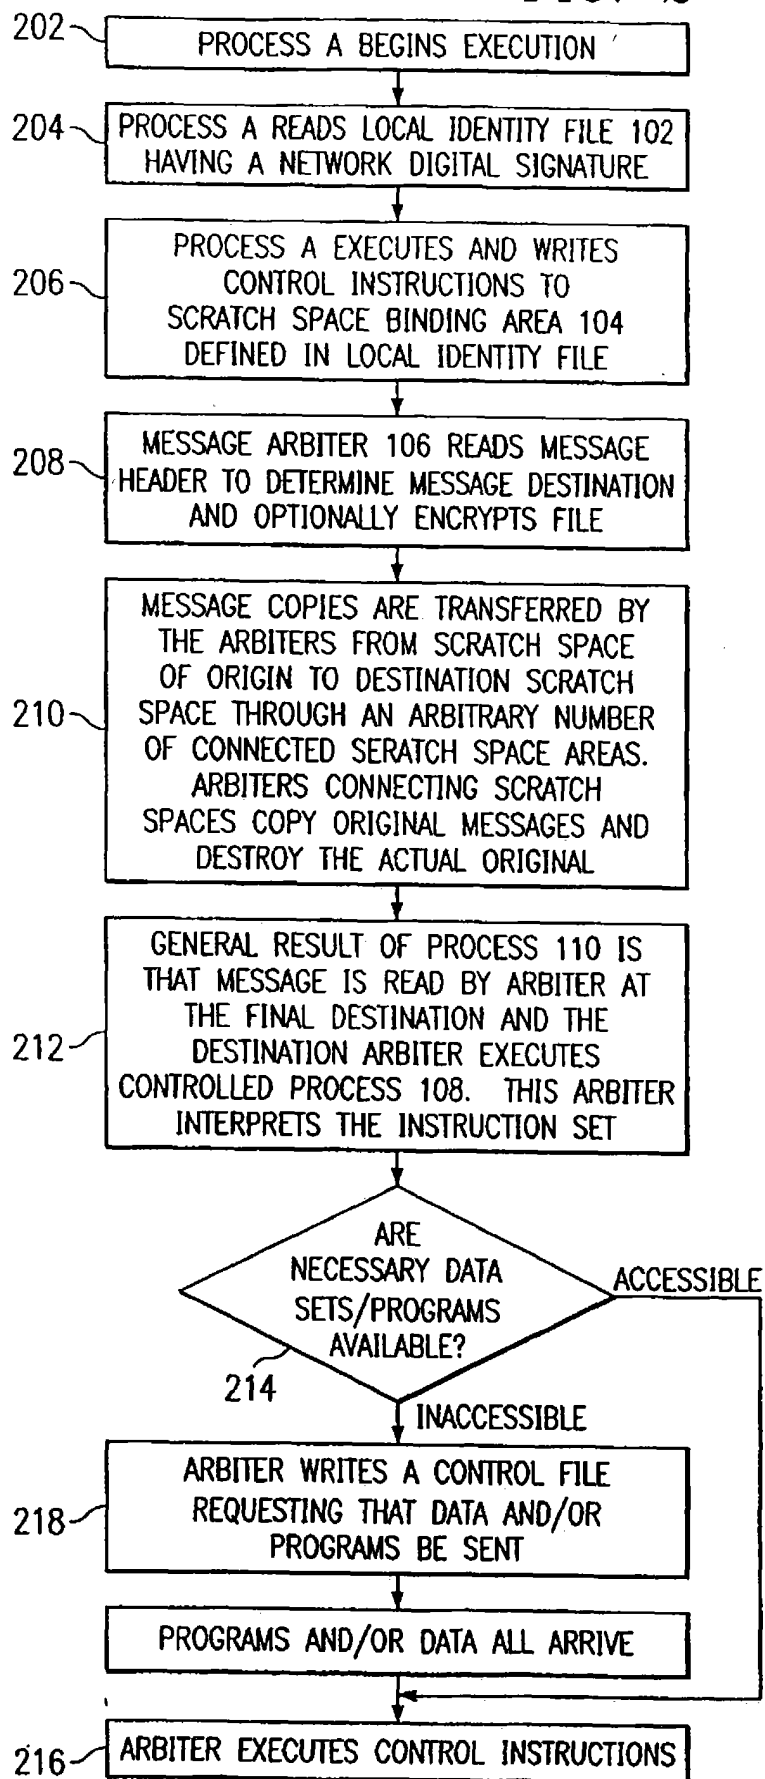 202
PROCESS A BEGINS EXECUTION
204
PROCESS A READS LOCAL IDENTITY FILE 102
HAVING A NETWORK DIGITAL SIGNATURE
206
PROCESS A EXECUTES AND WRITES
CONTROL INSTRUCTIONS TO
SCRATCH SPACE BINDING AREA 104
DEFINED IN LOCAL IDENTITY FILE
208
MESSAGE ARBITER 106 READS MESSAGE
HEADER TO DETERMINE MESSAGE DESTINATION
AND OPTIONALLY ENCRYPTS FILE
210
MESSAGE COPIES ARE TRANSFERRED BY
THE ARBITERS FROM SCRATCH SPACE
OF ORIGIN TO DESTINATION SCRATCH
SPACE THROUGH AN ARBITRARY NUMBER
OF CONNECTED SERATCH SPACE AREAS.
ARBITERS CONNECTING SCRATCH
SPACES COPY ORIGINAL MESSAGES AND
DESTROY THE ACTUAL ORIGINAL
212
GENERAL RESULT OF PROCESS 110 IS
THAT MESSAGE IS READ BY ARBITER AT
THE FINAL DESTINATION AND THE
DESTINATION ARBITER EXECUTES
CONTROLLED PROCESS 108. THIS ARBITER
INTERPRETS THE INSTRUCTION SET
ARE
NECESSARY DATA
SETS/PROGRAMS
AVAILABLE?
214
ACCESSIBLE
INACCESSIBLE
218
ARBITER WRITES A CONTROL FILE
REQUESTING THAT DATA AND/OR
PROGRAMS BE SENT
PROGRAMS AND/OR DATA ALL ARRIVE
216
ARBITER EXECUTES CONTROL INSTRUCTIONS